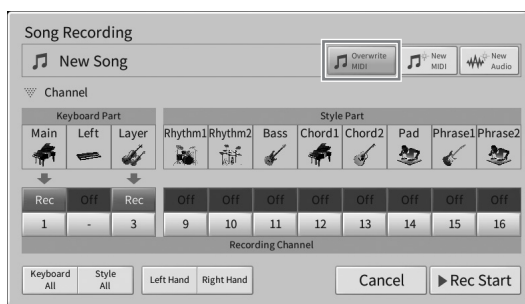 Song Recording
New Song
Overwrite MIDI
New MIDI
New Audio
Channel
Keyboard Part
Style Part
Main Left Layer Rhythm1 Rhythm2 Bass Chord1 Chord2 Pad Phrase1 Phrase2
Rec Off Rec Off Off Off Off Off Off Off Off
1 - 3 9 10 11 12 13 14 15 16
Recording Channel
Keyboard All
Style All
Left Hand Right Hand
Cancel
Rec Start